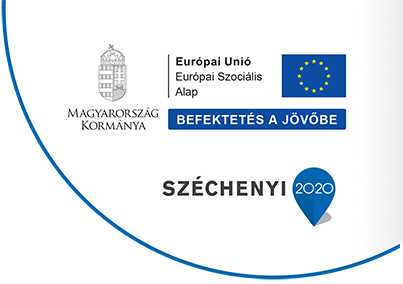 MAGYARORSZÁG
KORMÁNYA
Európai Unió
Európai Szociális
Alap
BEFEKTETÉS A JÖVŐBE
SZÉCHENYI 2020